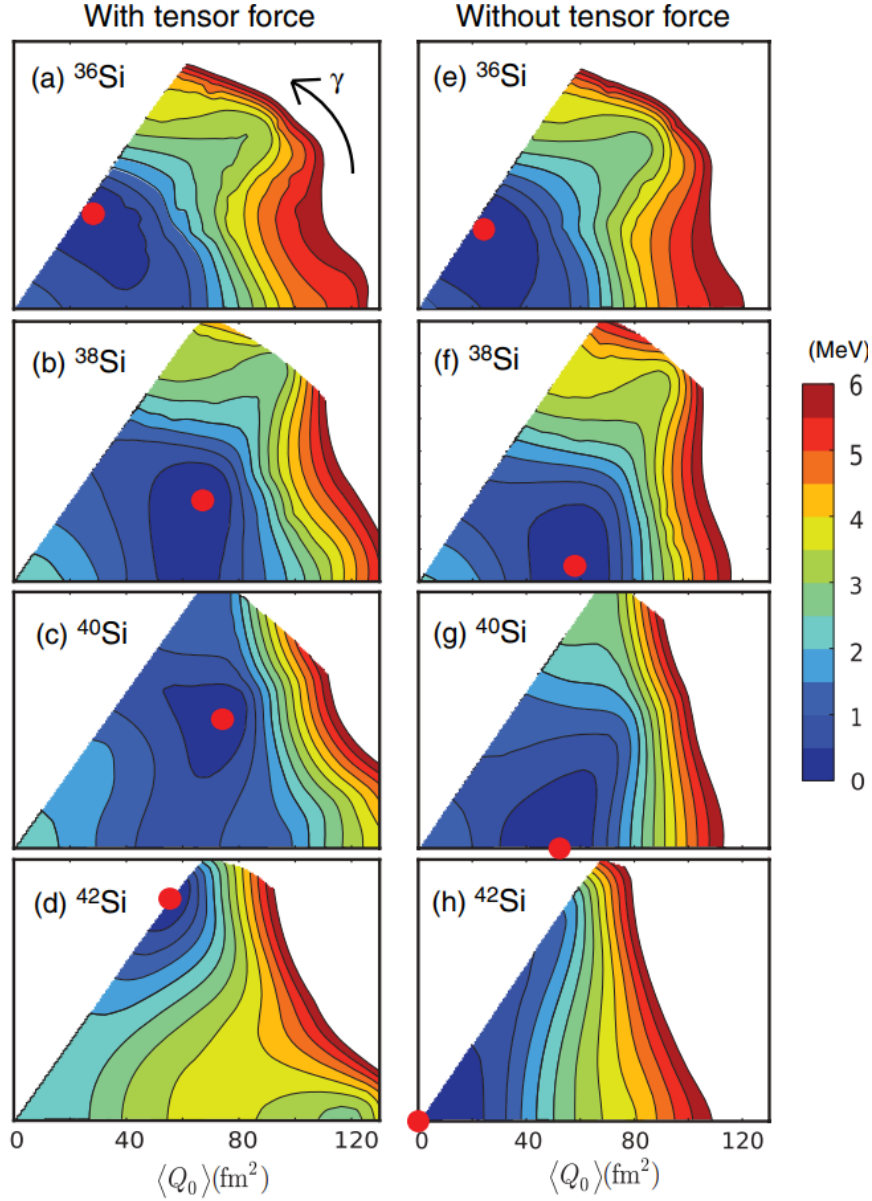 With tensor force Without tensor force
(a) ³⁶Si γ (e) ³⁶Si
(b) ³⁸Si (f) ³⁸Si
(MeV)
6
5
4
3
2
1
0
(c) ⁴⁰Si (g) ⁴⁰Si
(d) ⁴²Si (h) ⁴²Si
0 40 80 120 0 40 80 120
⟨Q₀⟩(fm²) ⟨Q₀⟩(fm²)